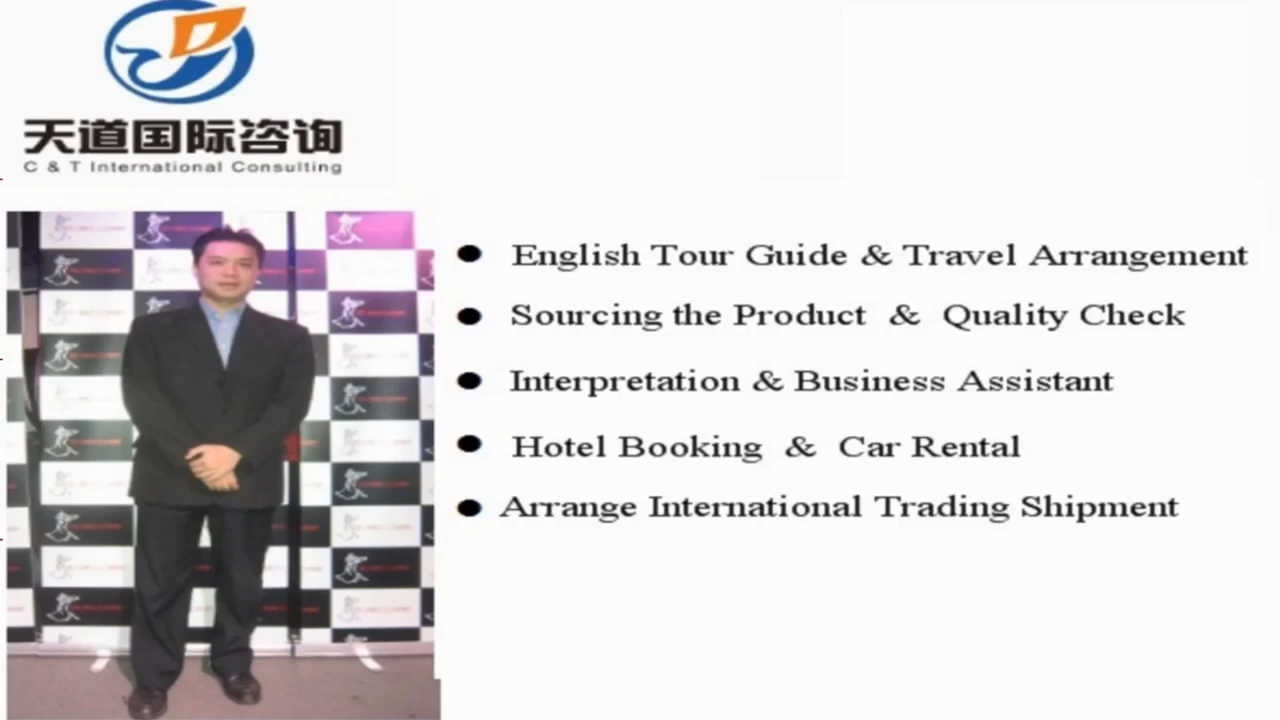 天道国际咨询
C & T International Consulting
● English Tour Guide & Travel Arrangement
● Sourcing the Product & Quality Check
● Interpretation & Business Assistant
● Hotel Booking & Car Rental
● Arrange International Trading Shipment